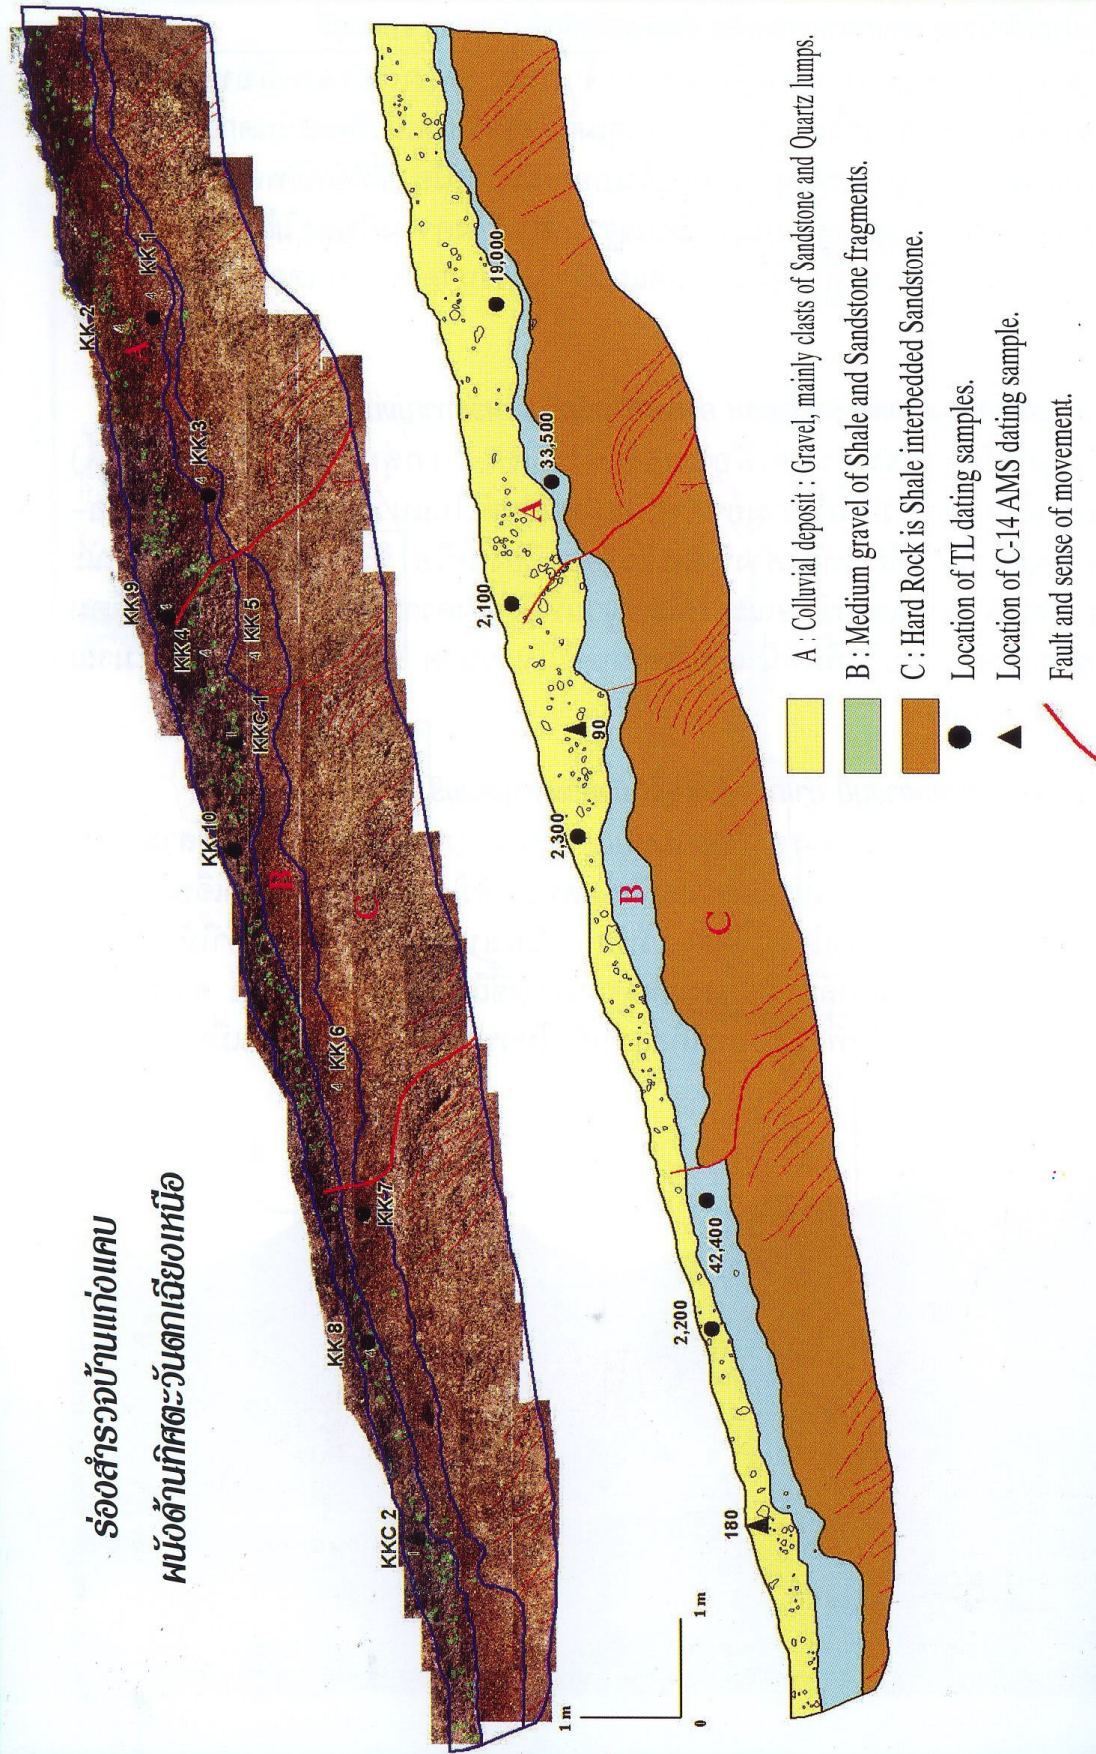 ร่องสำรวจบ้านแก่งแคบ
ผนังด้านทิศตะวันตกเฉียงเหนือ
KKC 2
KK 8
KK 7
KK 6
KK-10
KKC-1
KK 9
KK4
KK 5
KK-3
KK-2
KK-1
A
B
C
180
2,200
42,400
2,300
90
2,100
33,500
19,000
A
B
C
1 m
0
1 m
A : Colluvial deposit : Gravel, mainly clasts of Sandstone and Quartz lumps.
B : Medium gravel of Shale and Sandstone fragments.
C : Hard Rock is Shale interbedded Sandstone.
Location of TL dating samples.
Location of C-14 AMS dating sample.
Fault and sense of movement.